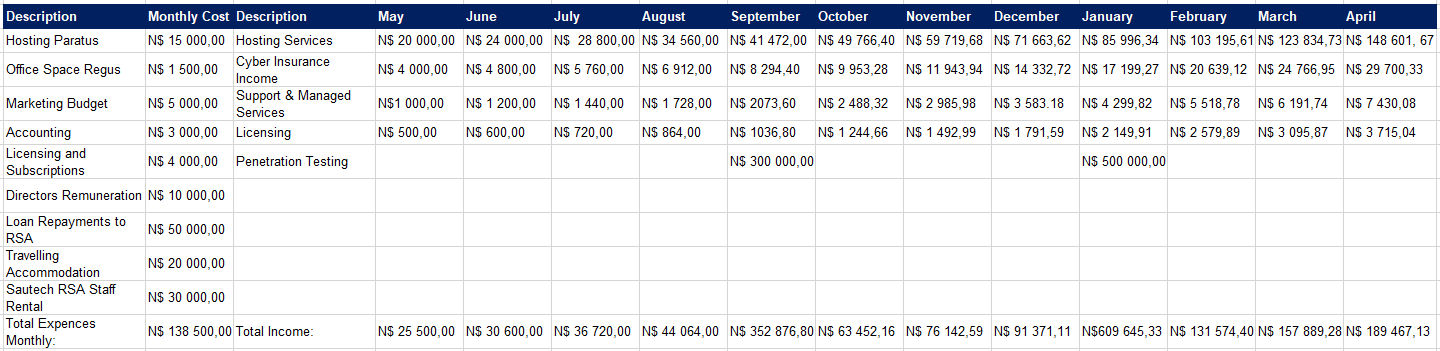 Description Monthly Cost Description May June July August September October November December January February March April
Hosting Paratus N$ 15 000,00 Hosting Services N$ 20 000,00 N$ 24 000,00 N$ 28 800,00 N$ 34 560,00 N$ 41 472,00 N$ 49 766,40 N$ 59 719,68 N$ 71 663,62 N$ 85 996,34 N$ 103 195,61 N$ 123 834,73 N$ 148 601, 67
Office Space Regus N$ 1 500,00 Cyber Insurance
Income N$ 4 000,00 N$ 4 800,00 N$ 5 760,00 N$ 6 912,00 N$ 8 294,40 N$ 9 953,28 N$ 11 943,94 N$ 14 332,72 N$ 17 199,27 N$ 20 639,12 N$ 24 766,95 N$ 29 700,33
Marketing Budget N$ 5 000,00 Support & Managed
Services N$1 000,00 N$ 1 200,00 N$ 1 440,00 N$ 1 728,00 N$ 2073,60 N$ 2 488,32 N$ 2 985,98 N$ 3 583.18 N$ 4 299,82 N$ 5 518,78 N$ 6 191,74 N$ 7 430,08
Accounting N$ 3 000,00 Licensing N$ 500,00 N$ 600,00 N$ 720,00 N$ 864,00 N$ 1036,80 N$ 1 244,66 N$ 1 492,99 N$ 1 791,59 N$ 2 149,91 N$ 2 579,89 N$ 3 095,87 N$ 3 715,04
Licensing and
Subscriptions N$ 4 000,00 Penetration Testing N$ 300 000,00 N$ 500 000,00
Directors Remuneration N$ 10 000,00
Loan Repayments to
RSA N$ 50 000,00
Travelling
Accommodation N$ 20 000,00
Sautech RSA Staff
Rental N$ 30 000,00
Total Expences
Monthly: N$ 138 500,00 Total Income: N$ 25 500,00 N$ 30 600,00 N$ 36 720,00 N$ 44 064,00 N$ 352 876,80 N$ 63 452,16 N$ 76 142,59 N$ 91 371,11 N$609 645,33 N$ 131 574,40 N$ 157 889,28 N$ 189 467,13